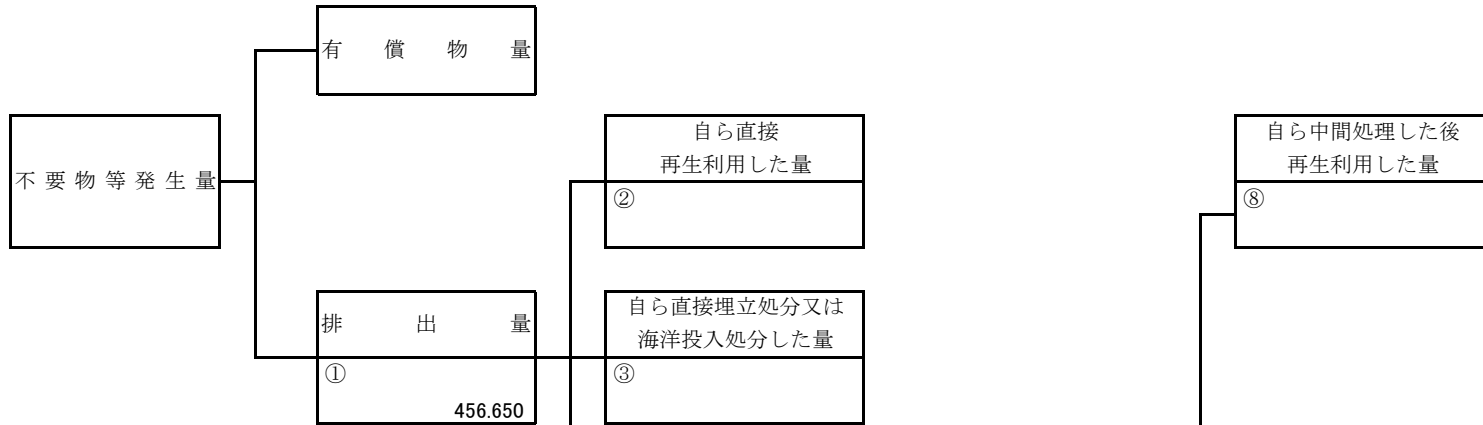 有償物量
自ら直接
再生利用した量
②
自ら中間処理した後
再生利用した量
⑧
不要物等発生量
排出量
①
456.650
自ら直接埋立処分又は
海洋投入処分した量
③